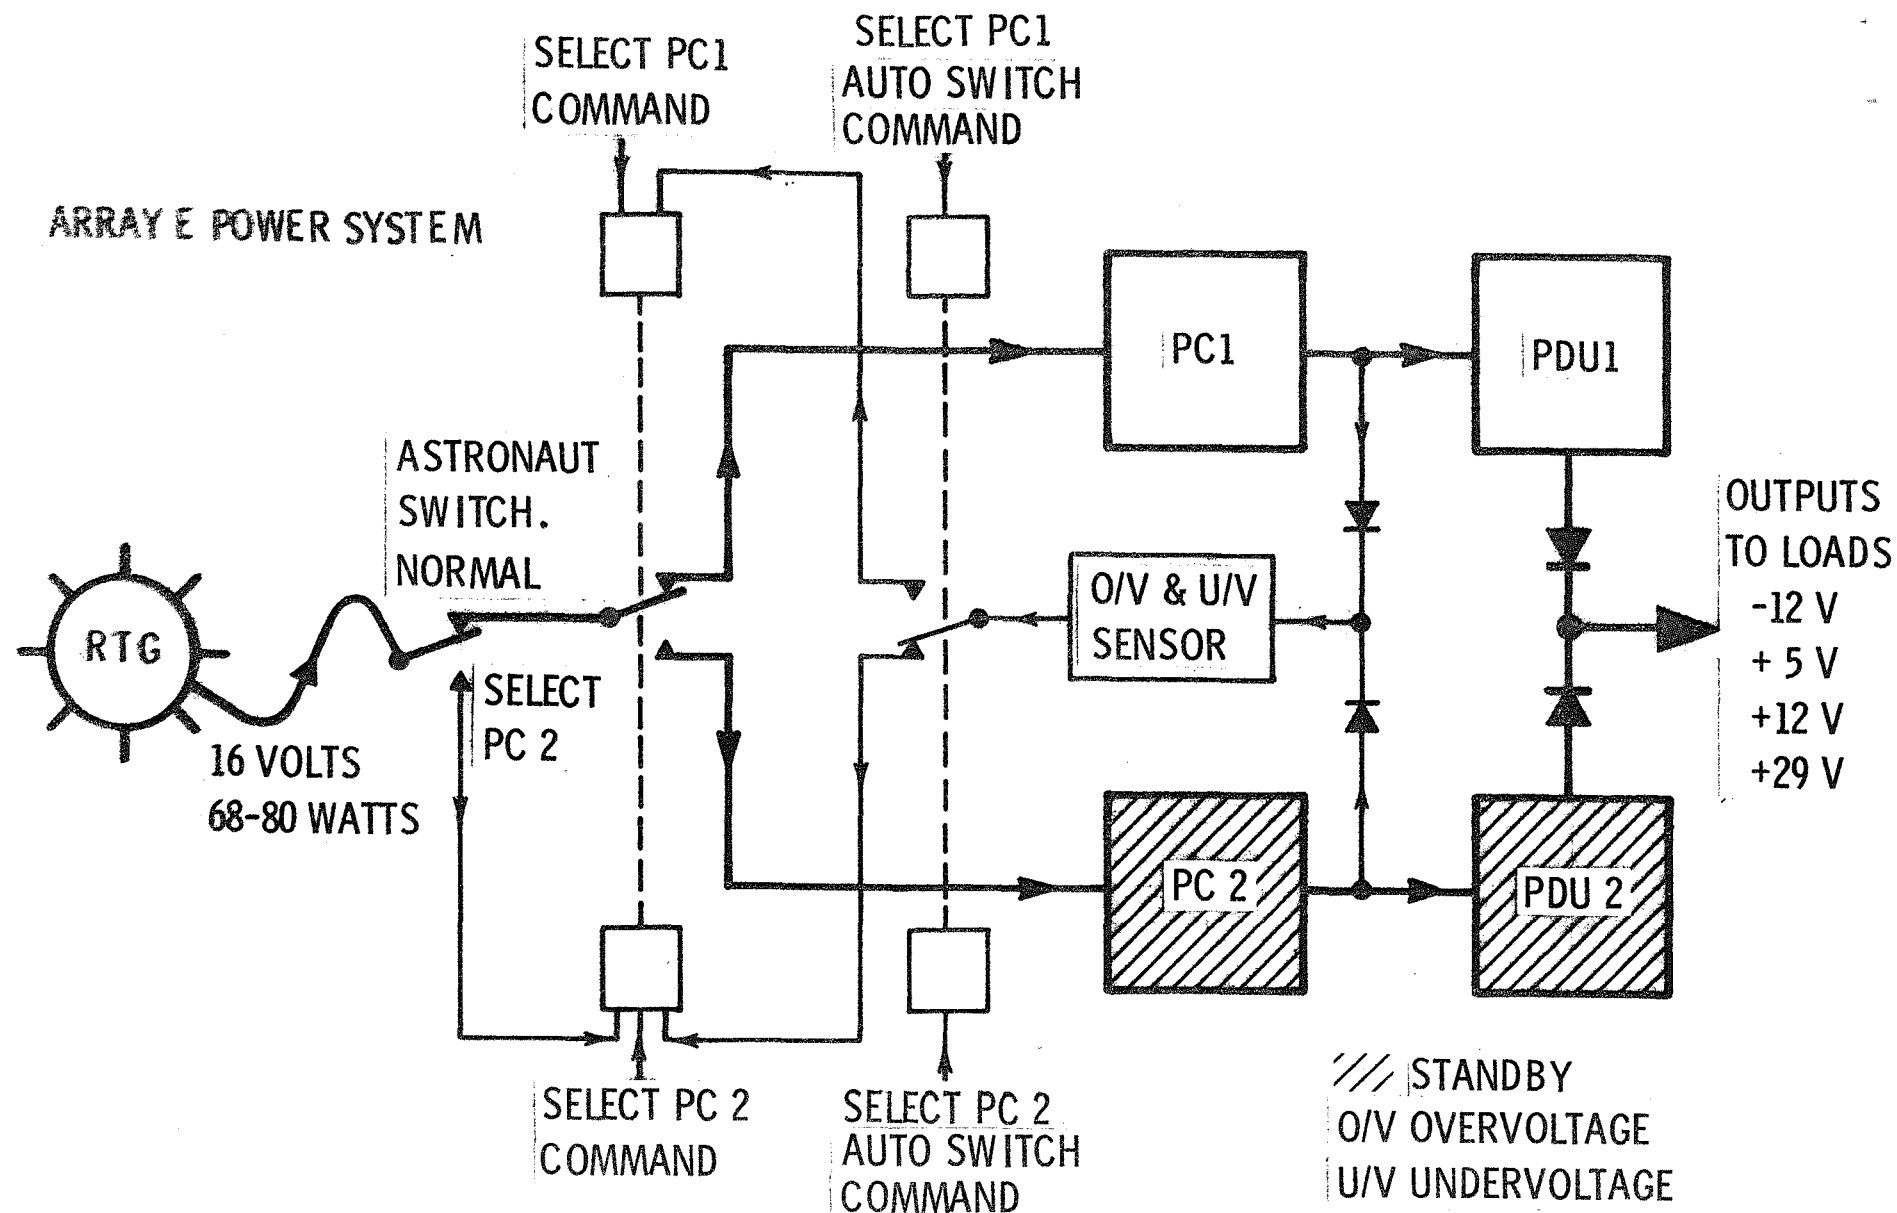 SELECT PC1
COMMAND
SELECT PC1
AUTO SWITCH
COMMAND
ARRAY E POWER SYSTEM
PC1
PDU1
ASTRONAUT
SWITCH.
NORMAL
RTG
SELECT
PC 2
16 VOLTS
68-80 WATTS
O/V & U/V
SENSOR
OUTPUTS
TO LOADS
-12 V
+ 5 V
+12 V
+29 V
PC 2
PDU 2
SELECT PC 2
COMMAND
SELECT PC 2
AUTO SWITCH
COMMAND
STANDBY
O/V OVERVOLTAGE
U/V UNDERVOLTAGE